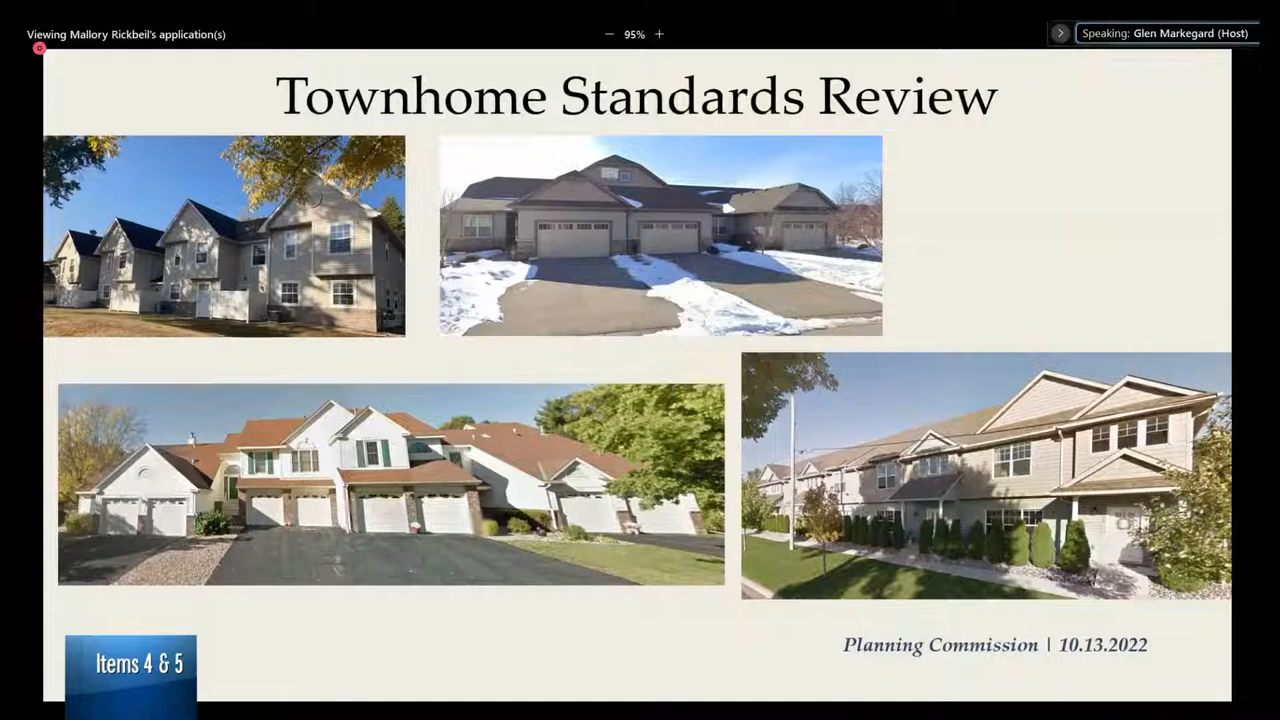 Viewing Mallory Rickbeil's application(s)
95%
Speaking: Glen Markegard (Host)
Townhome Standards Review
Planning Commission | 10.13.2022
Items 4 & 5